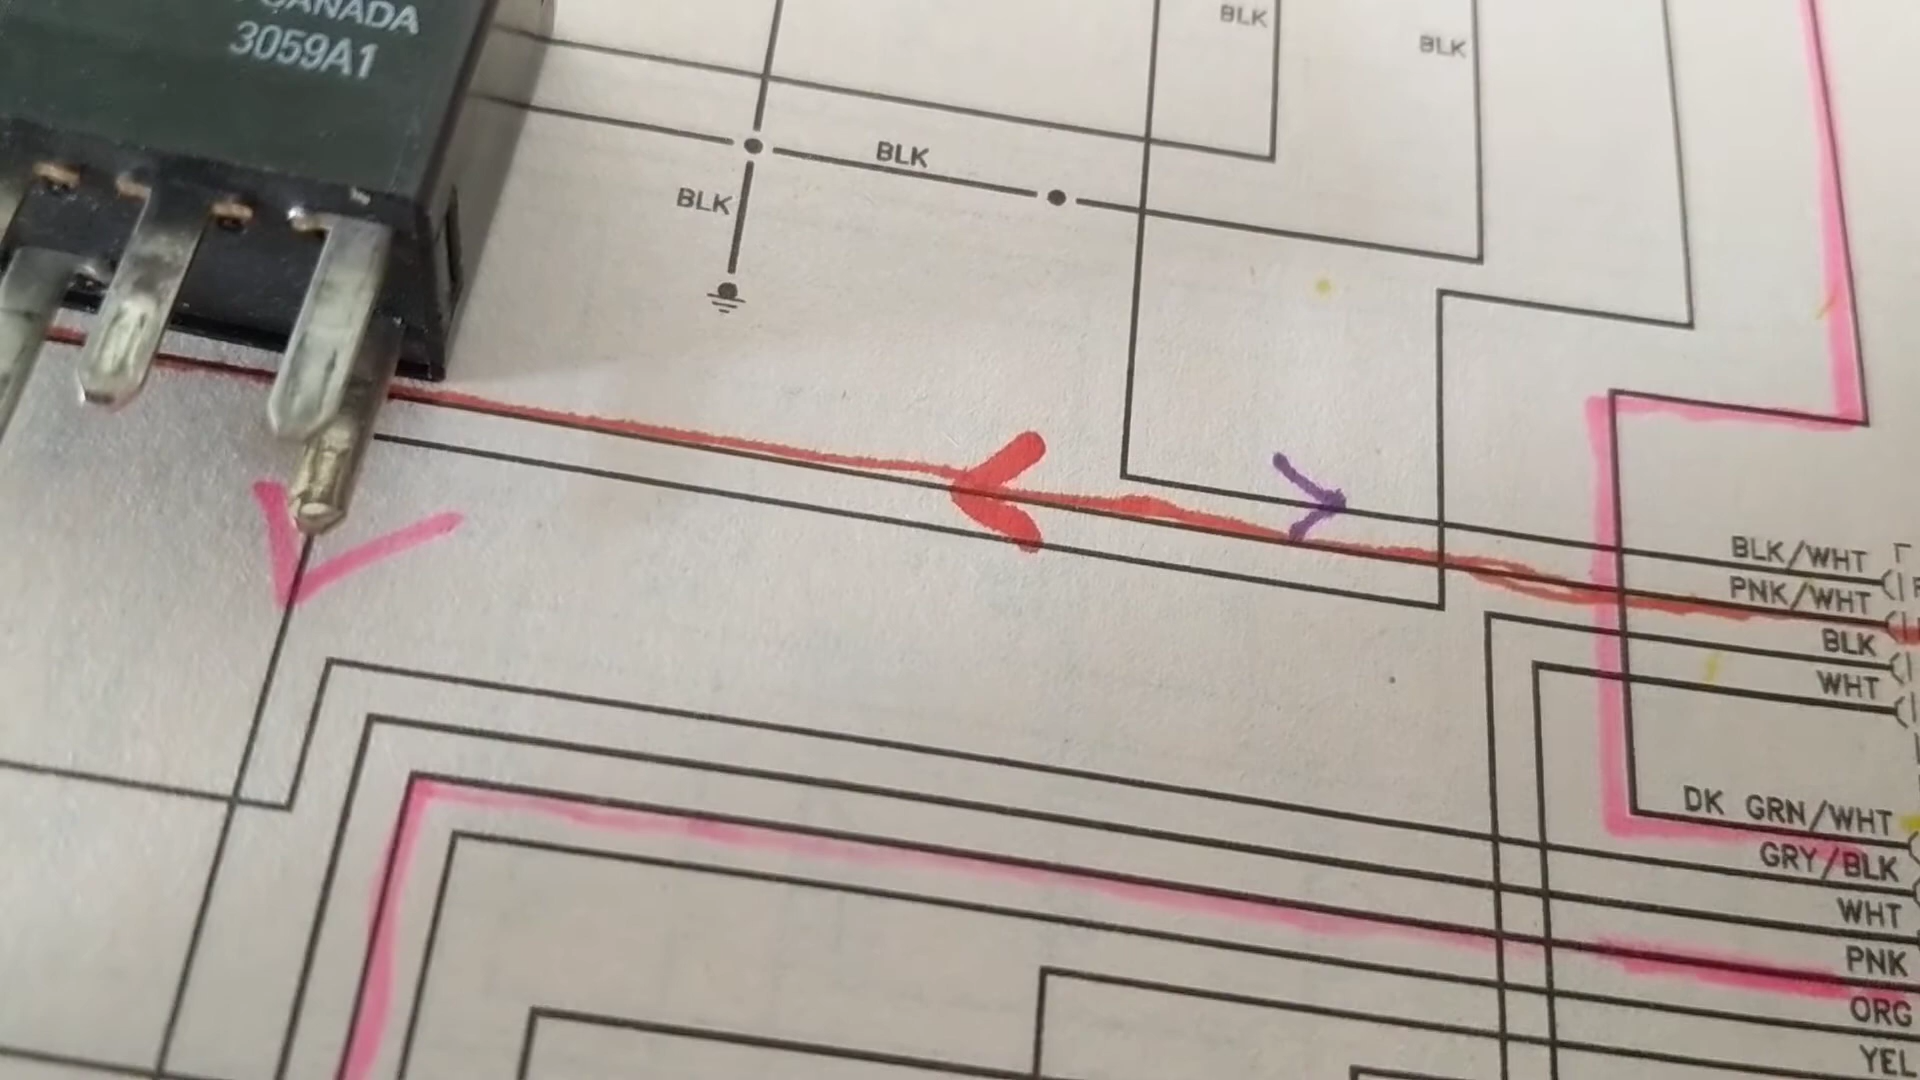 CANADA
3059A1
BLK
BLK
BLK
BLK
BLK/WHT
PNK/WHT
BLK
WHT
DK GRN/WHT
GRY/BLK
WHT
PNK
ORG
YEL